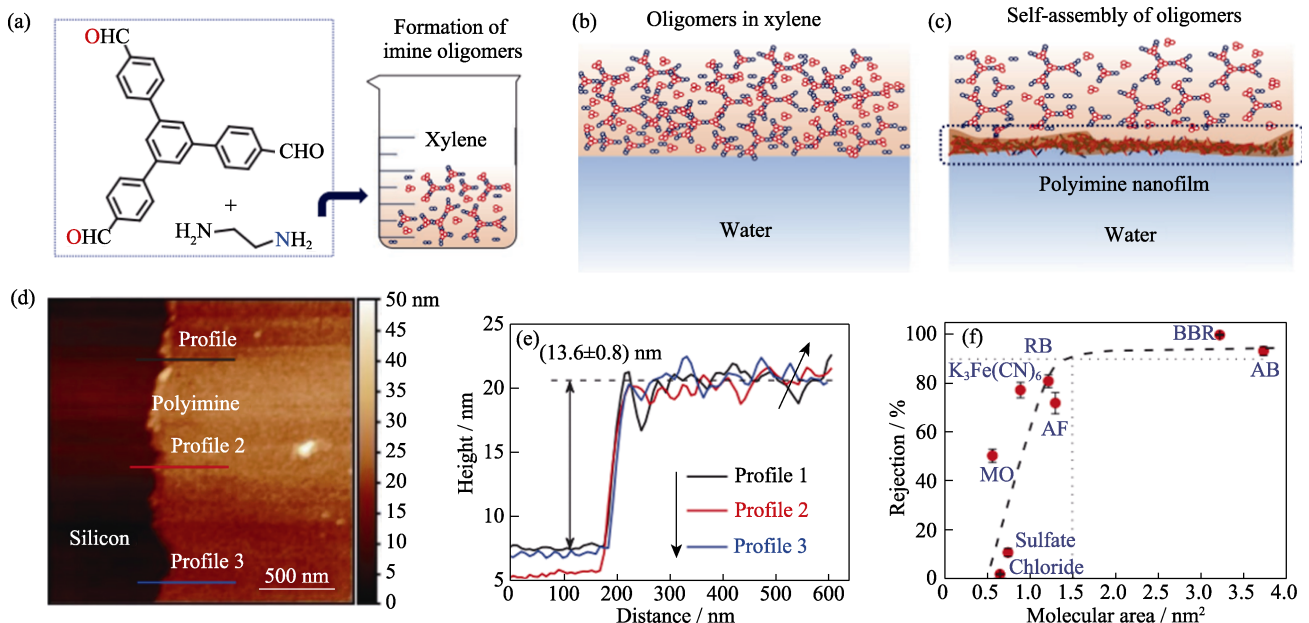 (a)
OHC
CHO
+
OHC
H₂N
NH₂
Formation of
imine oligomers
Xylene
(b)
Oligomers in xylene
Water
(c)
Self-assembly of oligomers
Polyimine nanofilm
Water
(d)
Profile
Polyimine
Profile 2
Silicon
Profile 3
500 nm
50 nm
45
40
35
30
25
20
15
10
5
0
(e)
(13.6±0.8) nm
Height / nm
25
20
15
10
5
Profile 1
Profile 2
Profile 3
0 100 200 300 400 500 600
Distance / nm
(f)
Rejection / %
100
80
60
40
20
0
BBR
RB
AB
K₃Fe(CN)₆
AF
MO
Sulfate
Chloride
0 0.5 1.0 1.5 2.0 2.5 3.0 3.5 4.0
Molecular area / nm²